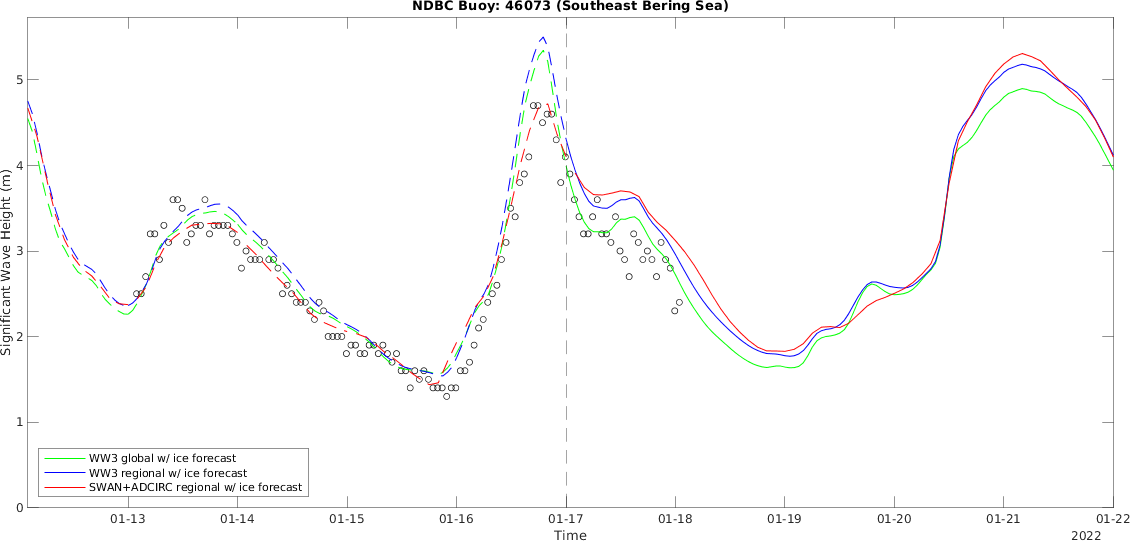 NDBC Buoy: 46073 (Southeast Bering Sea)
Significant Wave Height (m)
5
4
3
2
1
0
WW3 global w/ ice forecast
WW3 regional w/ ice forecast
SWAN+ADCIRC regional w/ ice forecast
01-13 01-14 01-15 01-16 01-17 01-18 01-19 01-20 01-21 01-22
Time
2022